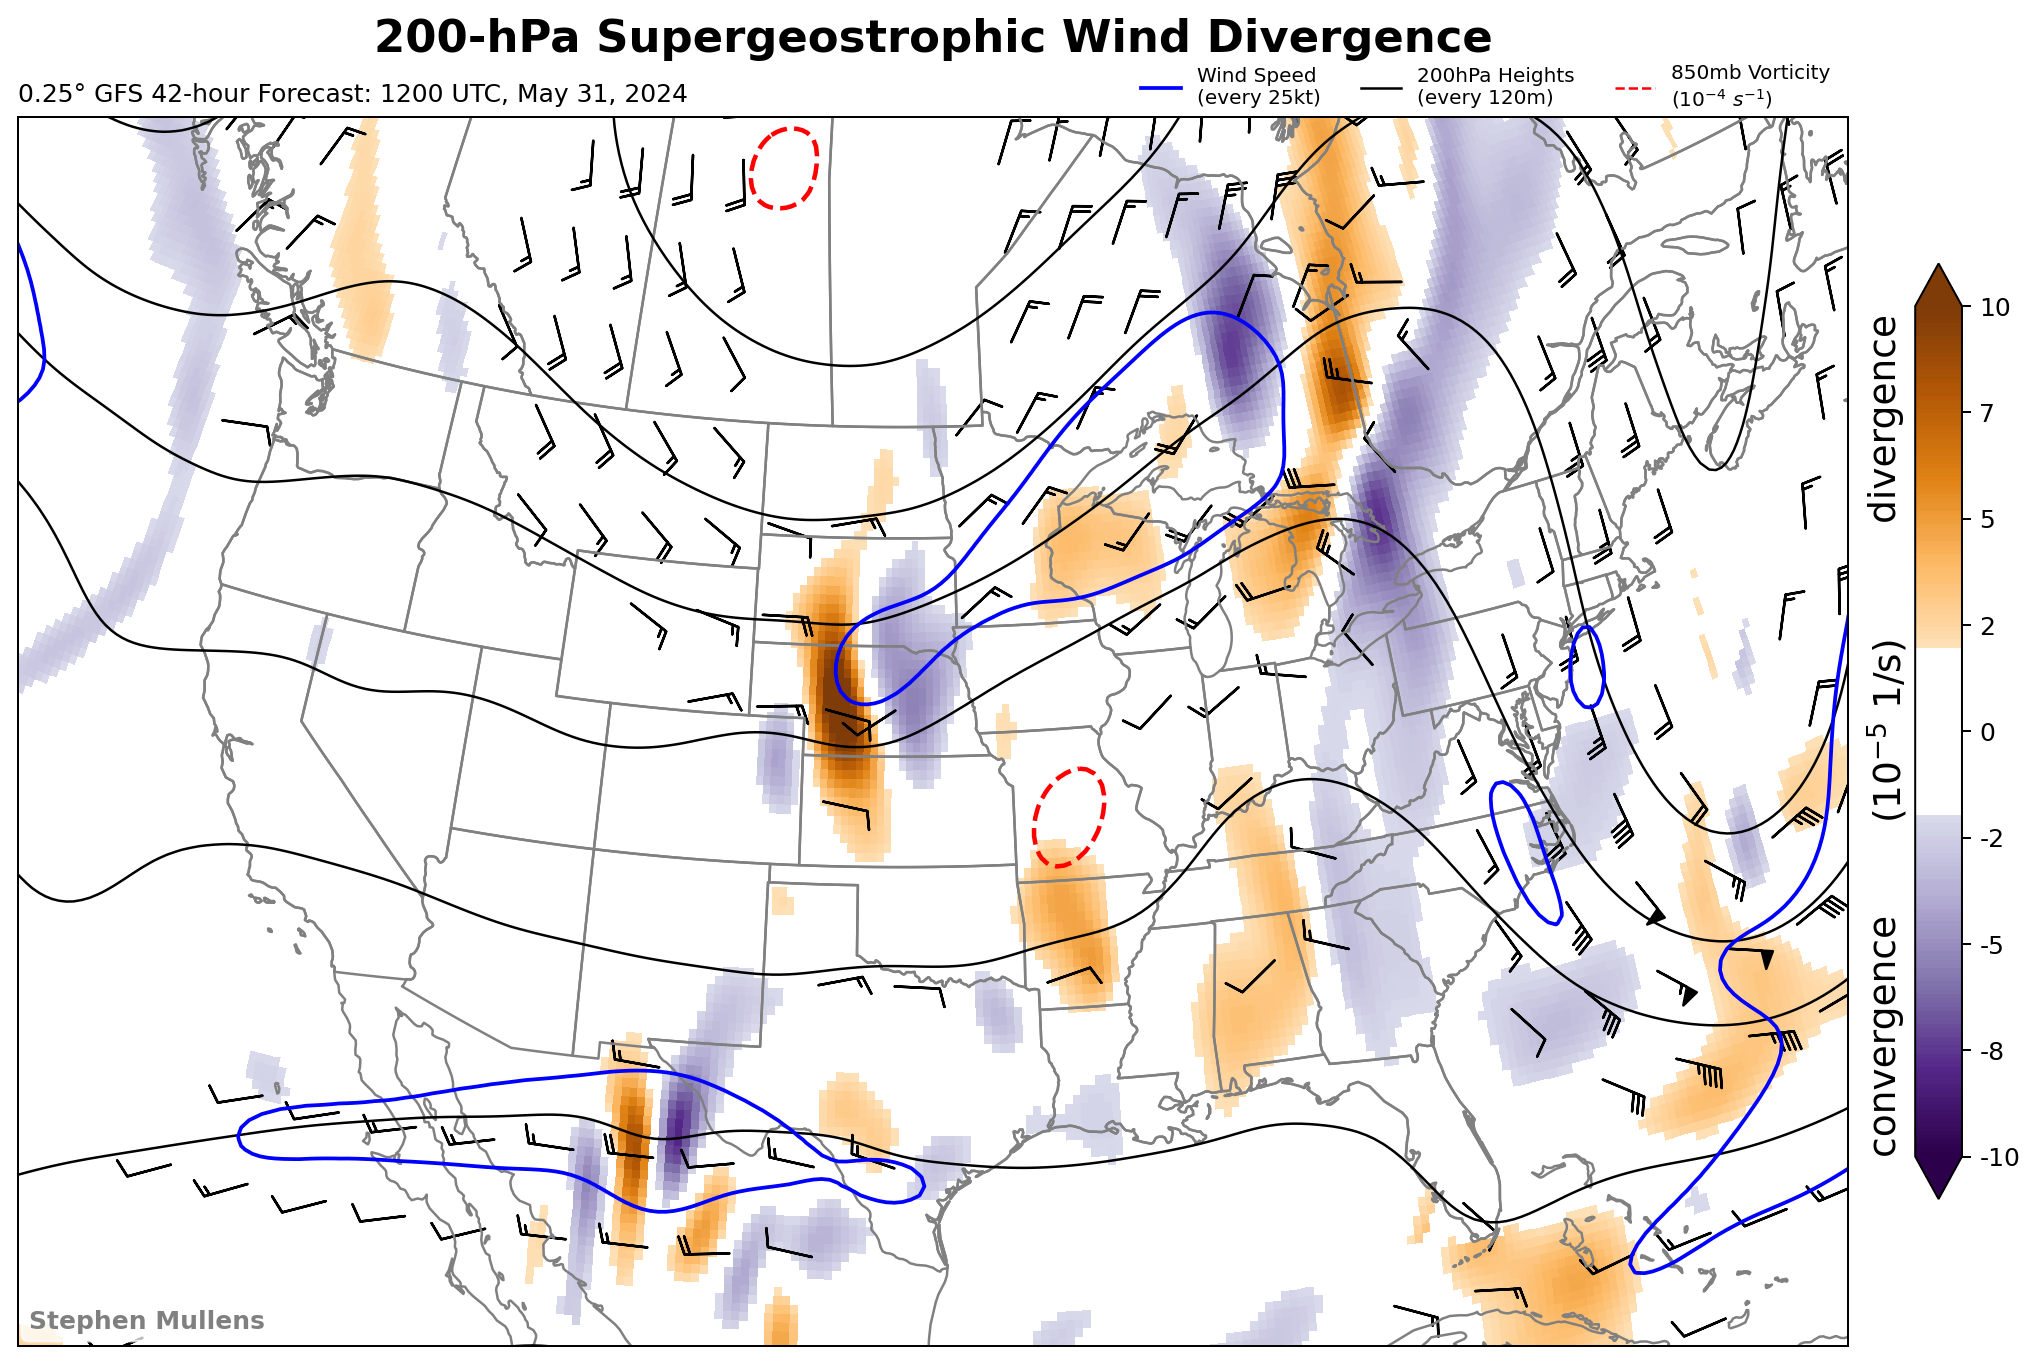 200-hPa Supergeostrophic Wind Divergence
0.25° GFS 42-hour Forecast: 1200 UTC, May 31, 2024
Wind Speed
(every 25kt)
200hPa Heights
(every 120m)
850mb Vorticity
(10⁻⁴ s⁻¹)
10
7
5
2
0
-2
-5
-8
-10
convergence (10⁻⁵ 1/s) divergence
Stephen Mullens